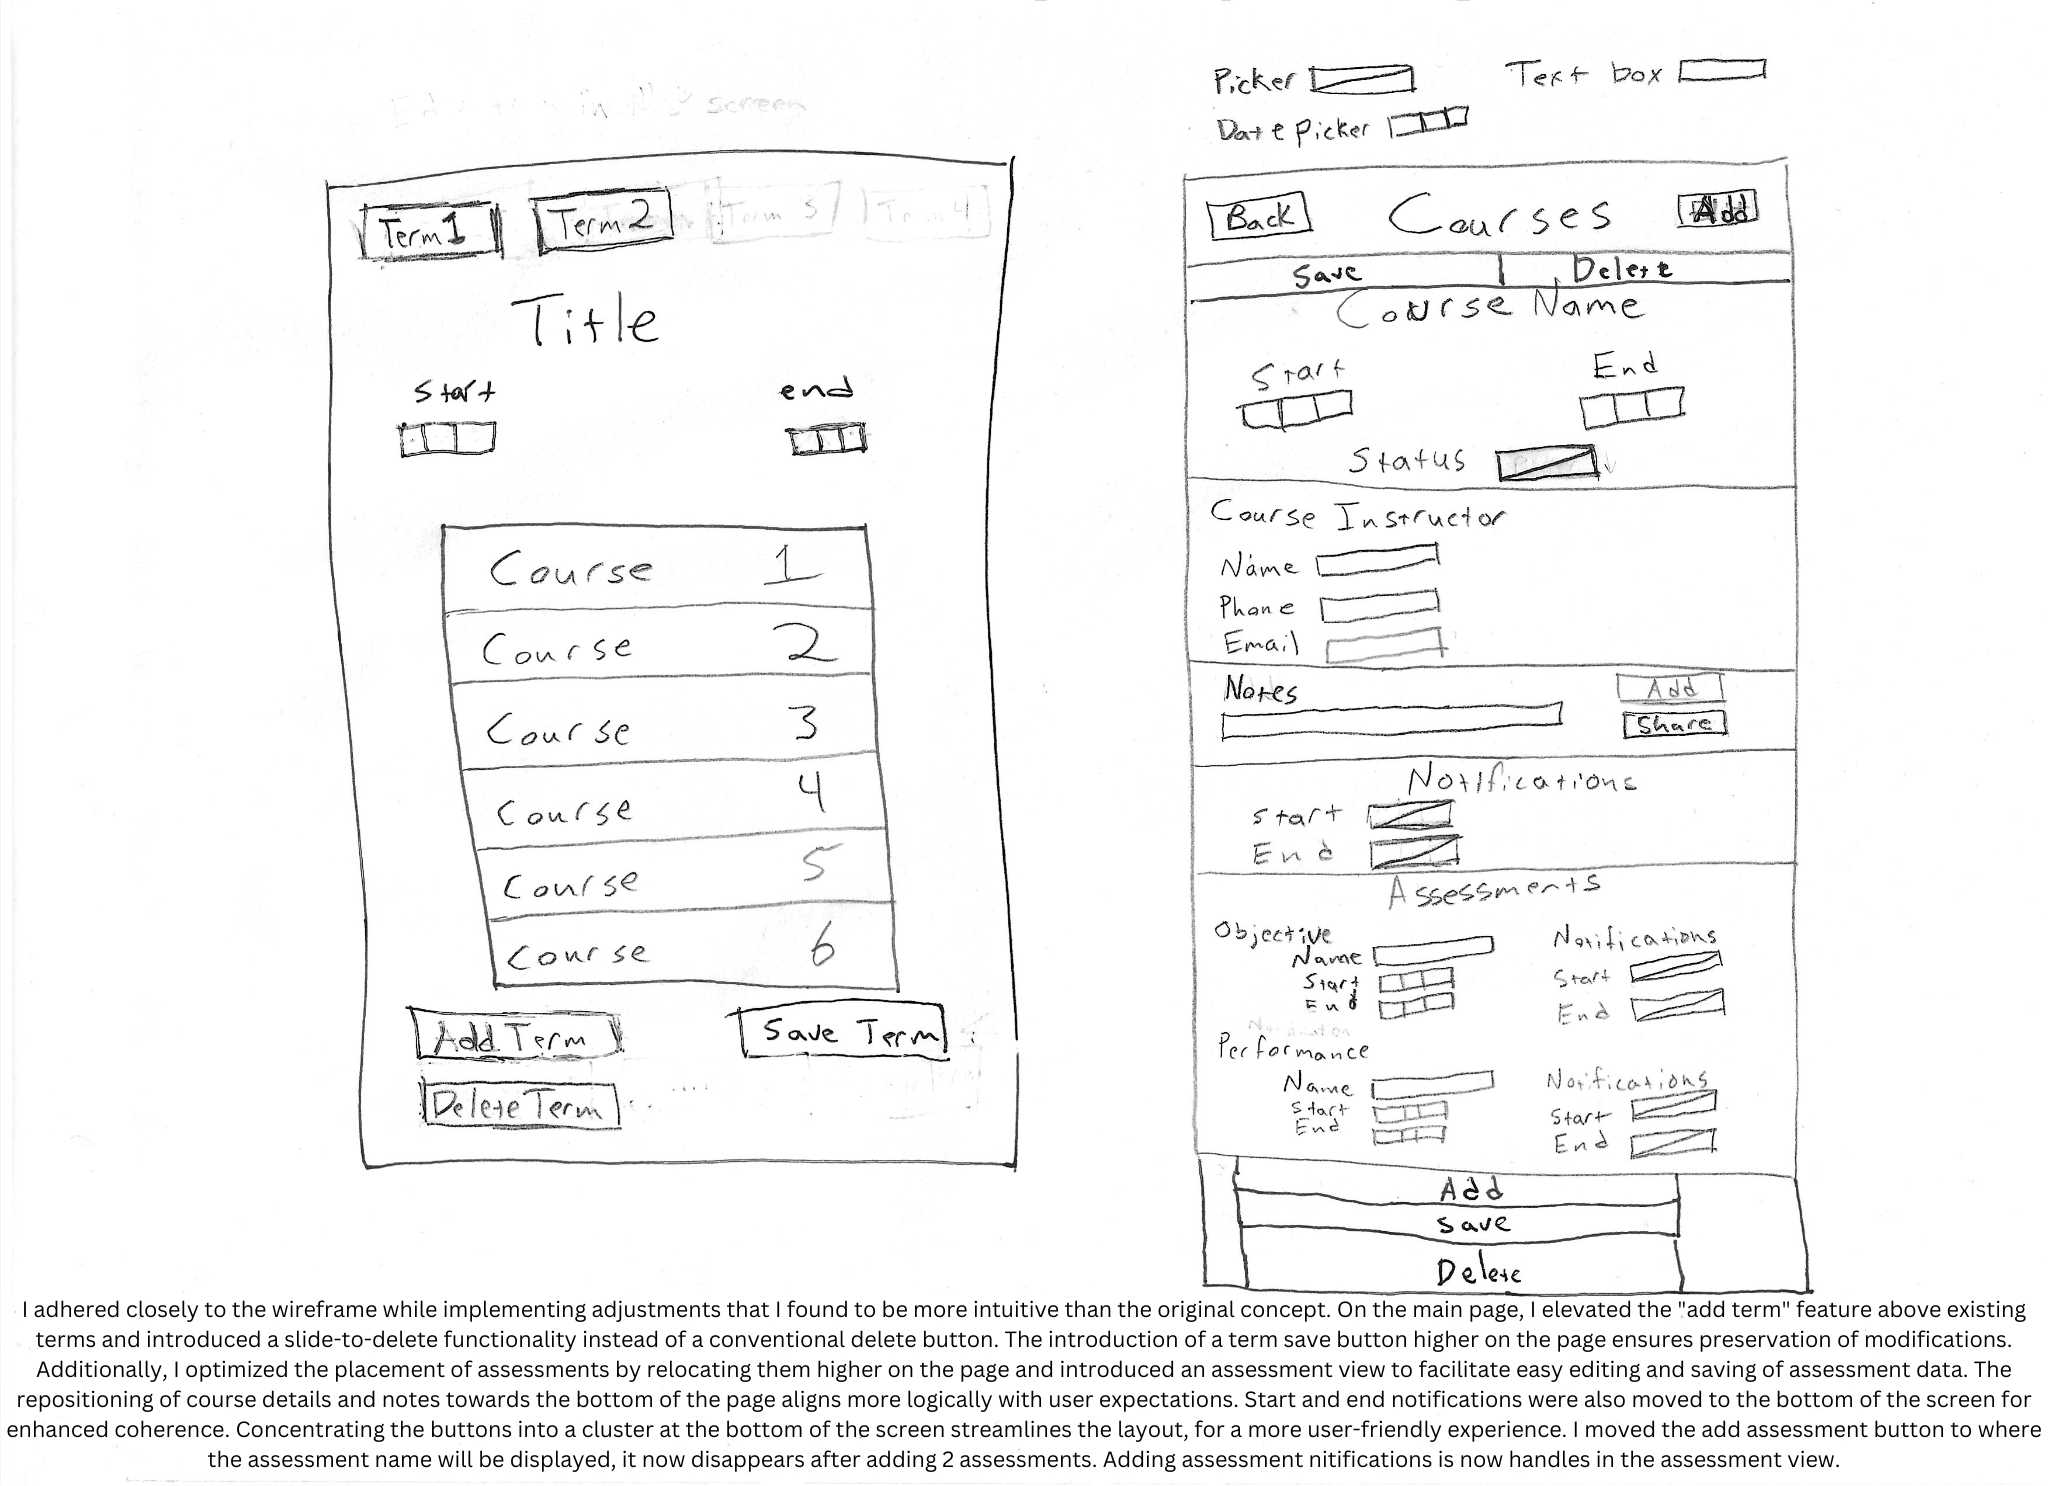 screen
Picker
Text box
Date Picker
Term 1
Term 2
Term 3
Term 4
Title
Start
end
Course 1
Course 2
Course 3
Course 4
Course 5
Course 6
Add Term
Save Term
Delete Term
Back
Courses
Add
Save
Delete
Course Name
Start
End
Status
Course Instructor
Name
Phone
Email
Notes
Add
Share
Notifications
Start
End
Assessments
Objective
Name
Start
End
Notifications
Start
End
Performance
Name
Start
End
Notifications
Start
End
Add
Save
Delete
I adhered closely to the wireframe while implementing adjustments that I found to be more intuitive than the original concept. On the main page, I elevated the "add term" feature above existing
terms and introduced a slide-to-delete functionality instead of a conventional delete button. The introduction of a term save button higher on the page ensures preservation of modifications.
Additionally, I optimized the placement of assessments by relocating them higher on the page and introduced an assessment view to facilitate easy editing and saving of assessment data. The
repositioning of course details and notes towards the bottom of the page aligns more logically with user expectations. Start and end notifications were also moved to the bottom of the screen for
enhanced coherence. Concentrating the buttons into a cluster at the bottom of the screen streamlines the layout, for a more user-friendly experience. I moved the add assessment button to where
the assessment name will be displayed, it now disappears after adding 2 assessments. Adding assessment nitifications is now handles in the assessment view.